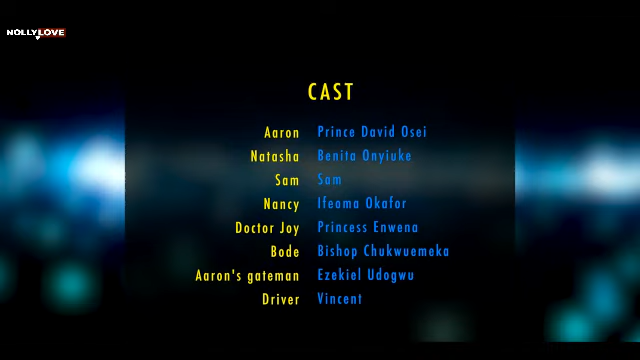 NOLLYLOVE
CAST
Aaron Prince David Osei
Natasha Benita Onyiuke
Sam Sam
Nancy Ifeoma Okafor
Doctor Joy Princess Enwena
Bode Bishop Chukwuemeka
Aaron's gateman Ezekiel Udogwu
Driver Vincent